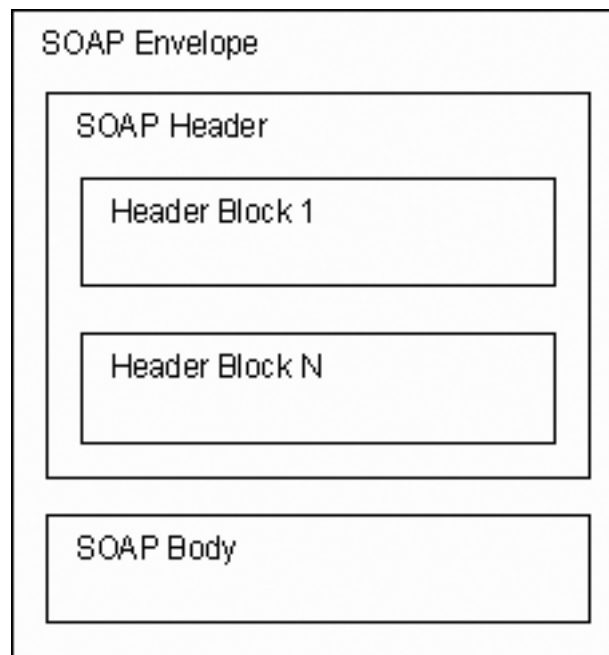 SOAP Envelope
SOAP Header
Header Block 1
Header Block N
SOAP Body